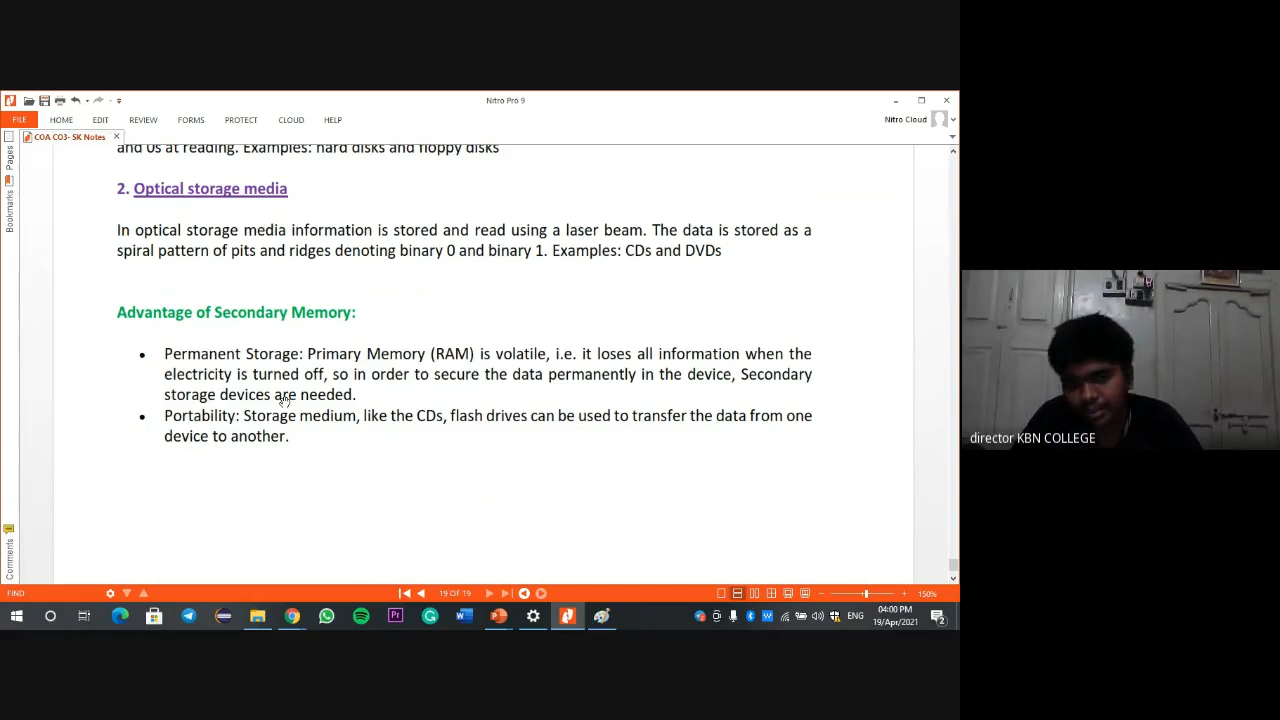 Nitro Pro 9
FILE HOME EDIT REVIEW FORMS PROTECT CLOUD HELP Nitro Cloud
COA CO3- SK Notes
Pages
Bookmarks
Comments
and 0s at reading. Examples: hard disks and floppy disks
2. Optical storage media
In optical storage media information is stored and read using a laser beam. The data is stored as a
spiral pattern of pits and ridges denoting binary 0 and binary 1. Examples: CDs and DVDs
Advantage of Secondary Memory:
• Permanent Storage: Primary Memory (RAM) is volatile, i.e. it loses all information when the
electricity is turned off, so in order to secure the data permanently in the device, Secondary
storage devices are needed.
• Portability: Storage medium, like the CDs, flash drives can be used to transfer the data from one
device to another.
director KBN COLLEGE
FIND 19 OF 19 150%
ENG 04:00 PM
19/Apr/2021 2